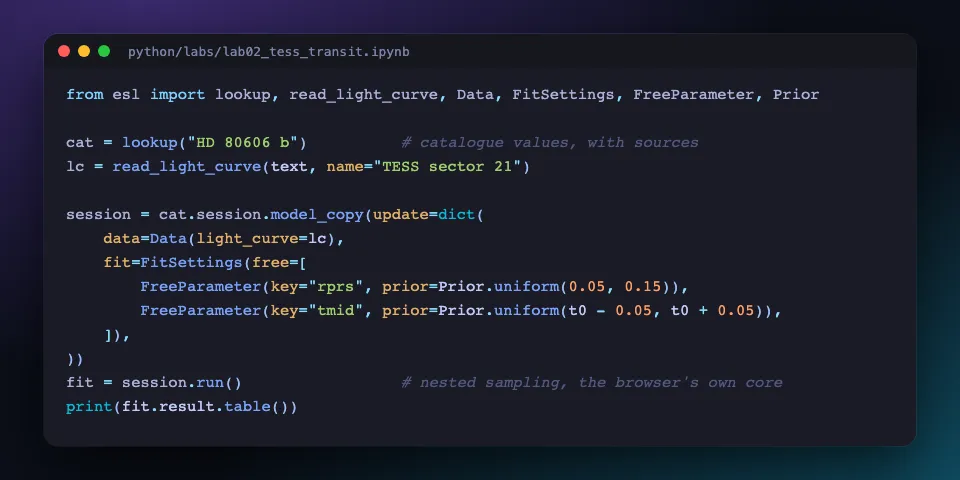 python/labs/lab02_tess_transit.ipynb
from esl import lookup, read_light_curve, Data, FitSettings, FreeParameter, Prior
cat = lookup("HD 80606 b")          # catalogue values, with sources
lc = read_light_curve(text, name="TESS sector 21")
session = cat.session.model_copy(update=dict(
    data=Data(light_curve=lc),
    fit=FitSettings(free=[
        FreeParameter(key="rprs", prior=Prior.uniform(0.05, 0.15)),
        FreeParameter(key="tmid", prior=Prior.uniform(t0 - 0.05, t0 + 0.05)),
    ]),
))
fit = session.run()                 # nested sampling, the browser's own core
print(fit.result.table())